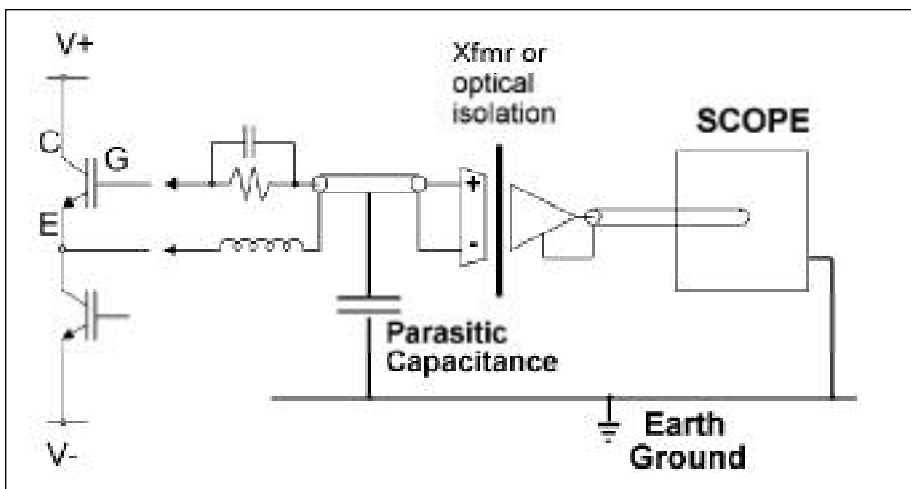 V+
Xfmr or
optical
isolation
SCOPE
C
G
+
E
-
Parasitic
Capacitance
V-
Earth
Ground